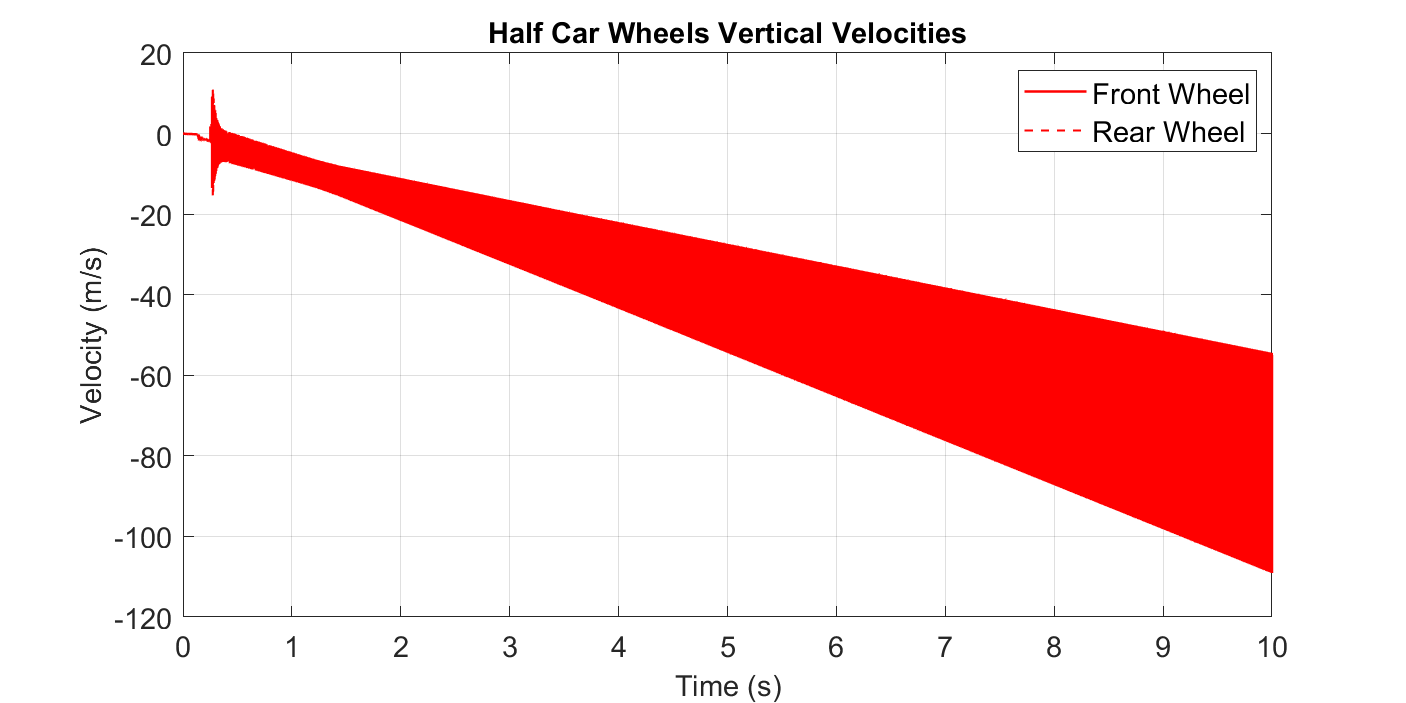 Half Car Wheels Vertical Velocities
20
0
-20
-40
-60
-80
-100
-120
Velocity (m/s)
Front Wheel
Rear Wheel
0 1 2 3 4 5 6 7 8 9 10
Time (s)